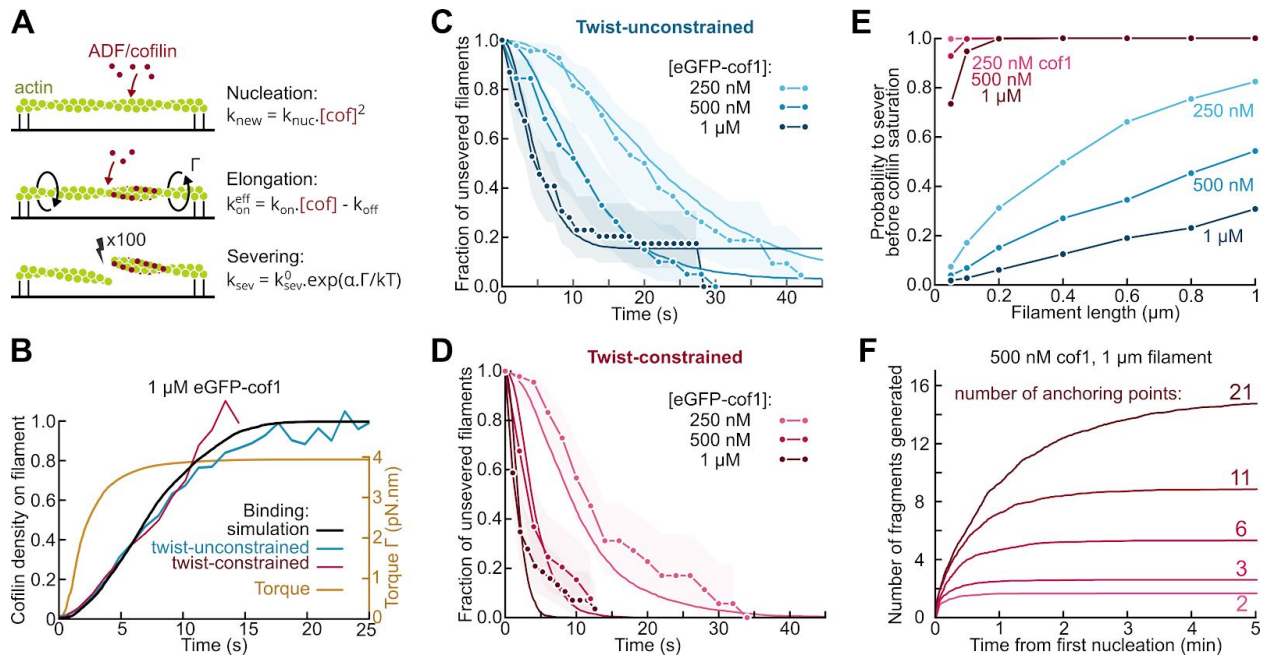 A
ADF/cofilin
actin
Nucleation:
k_new = k_nuc.[cof]²
Γ
Elongation:
k_on^eff = k_on.[cof] - k_off
x100
Severing:
k_sev = k_sev^0.exp(α.Γ/kT)
B
1 µM eGFP-cof1
Cofilin density on filament
1.0
0.8
0.6
0.4
0.2
0
0
5
10
15
20
25
Time (s)
Binding:
simulation
twist-unconstrained
twist-constrained
Torque
4
3
2
1
0
Torque Γ (pN.nm)
C
Twist-unconstrained
[eGFP-cof1]:
250 nM
500 nM
1 µM
Fraction of unsevered filaments
1.0
0.8
0.6
0.4
0.2
0.0
0
10
20
30
40
Time (s)
D
Twist-constrained
[eGFP-cof1]:
250 nM
500 nM
1 µM
Fraction of unsevered filaments
1.0
0.8
0.6
0.4
0.2
0.0
0
10
20
30
40
Time (s)
E
Probability to sever
before cofilin saturation
1.0
0.8
0.6
0.4
0.2
0.0
250 nM cof1
500 nM
1 µM
250 nM
500 nM
1 µM
0
0.2
0.4
0.6
0.8
1
Filament length (µm)
F
500 nM cof1, 1 µm filament
number of anchoring points:
21
11
6
3
2
Number of fragments generated
16
12
8
4
0
0
1
2
3
4
5
Time from first nucleation (min)